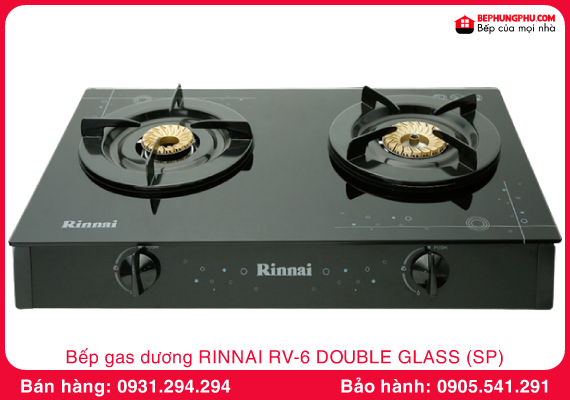 BEPHUNGPHU.COM
Bếp của mọi nhà
Rinnai
Rinnai
PUSH
Bếp gas dương RINNAI RV-6 DOUBLE GLASS (SP)
Bán hàng: 0931.294.294
Bảo hành: 0905.541.291